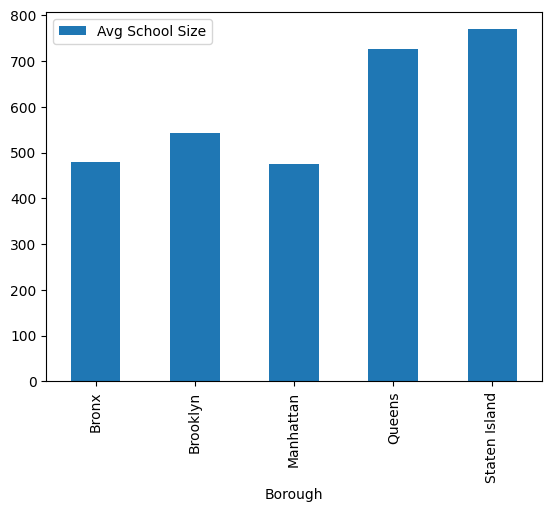 800
700
600
500
400
300
200
100
0
Avg School Size
Bronx
Brooklyn
Manhattan
Queens
Staten Island
Borough